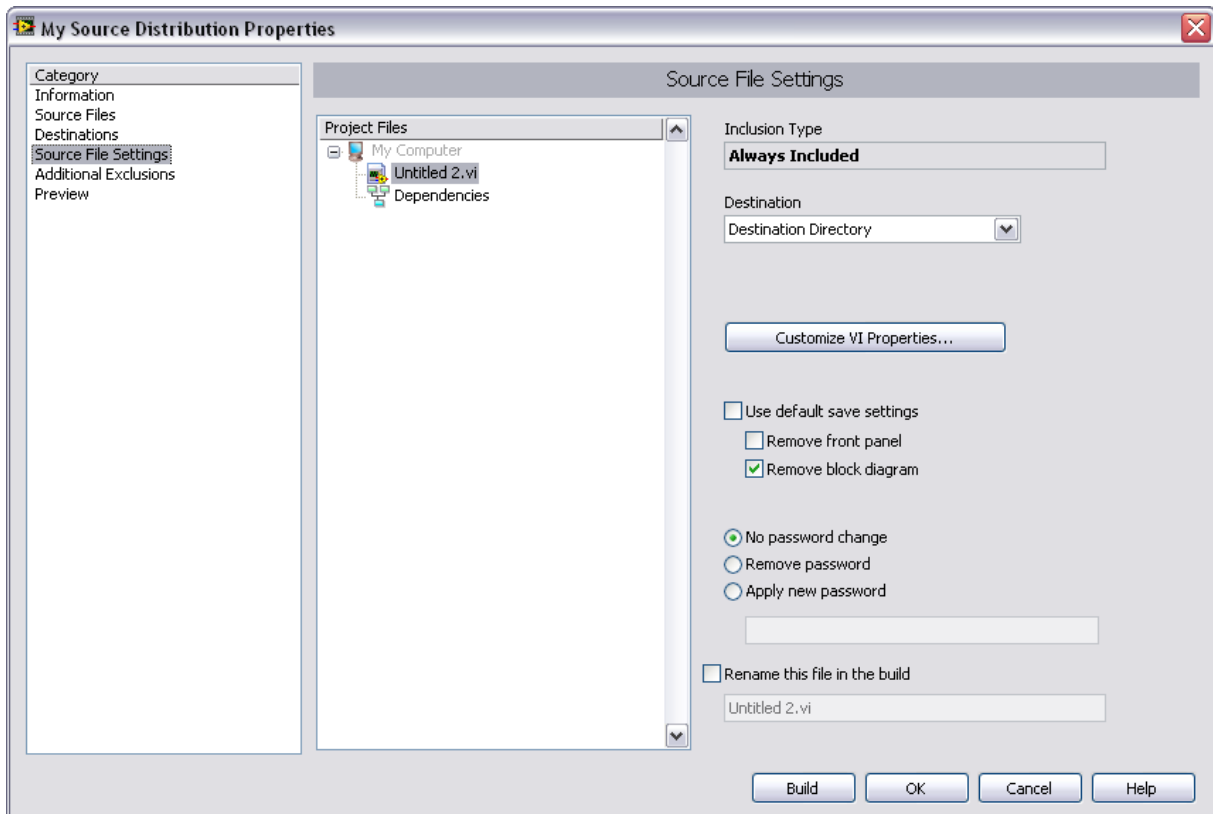 My Source Distribution Properties
Category
Information
Source Files
Destinations
Source File Settings
Additional Exclusions
Preview
Source File Settings
Project Files
My Computer
Untitled 2.vi
Dependencies
Inclusion Type
Always Included
Destination
Destination Directory
Customize VI Properties...
Use default save settings
Remove front panel
Remove block diagram
No password change
Remove password
Apply new password
Rename this file in the build
Untitled 2.vi
Build OK Cancel Help